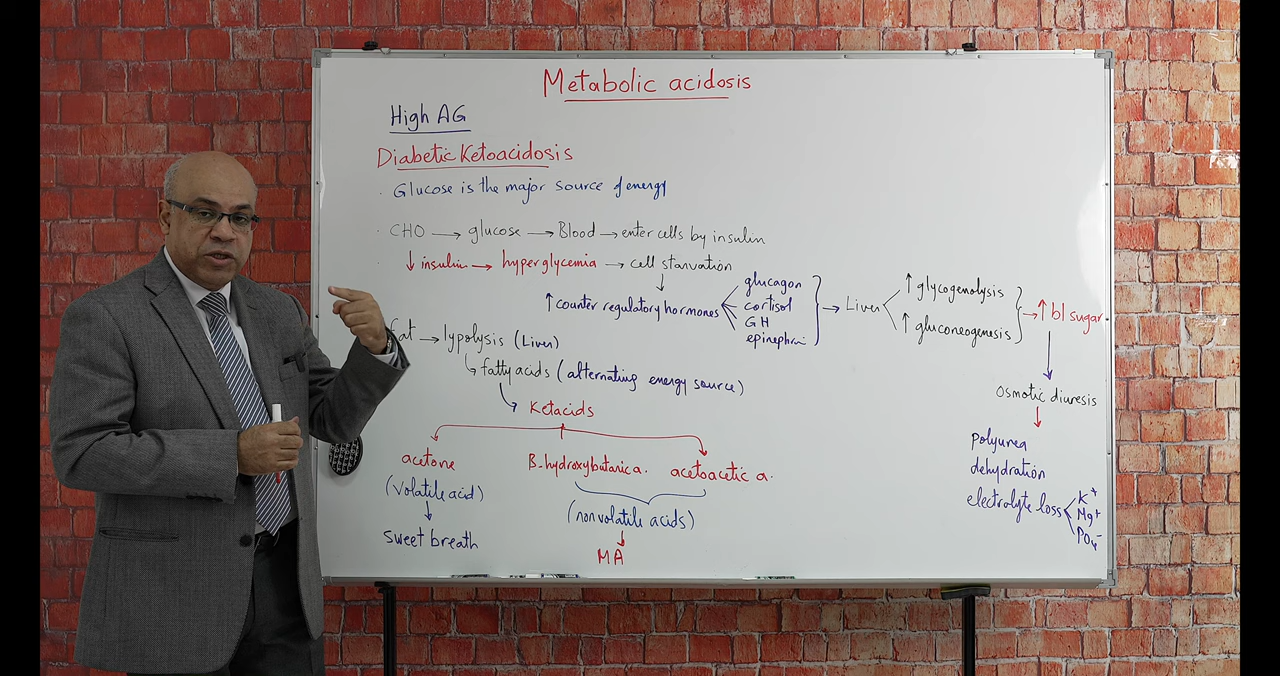 Metabolic acidosis
High AG
Diabetic Ketoacidosis
. Glucose is the major source of energy
. CHO → glucose → Blood → enter cells by insulin
. ↓ insulin → hyperglycemia → cell starvation
↓
↑ counter regulatory hormones
glucagon
cortisol
GH
epinephrin
→ Liver
↑ glycogenolysis
↑ gluconeogenesis
→ ↑ bl sugar
↓
Osmotic diuresis
↓
polyurea
dehydration
electrolyte loss
K+
Mg+
PO4-
fat → lypolysis (Liver)
↳ fatty acids (alternating energy source)
↘ Ketacids
acetone
(volatile acid)
↓
sweet breath
B-hydroxybutaric a.
acetoacetic a.
(nonvolatile acids)
↓
MA